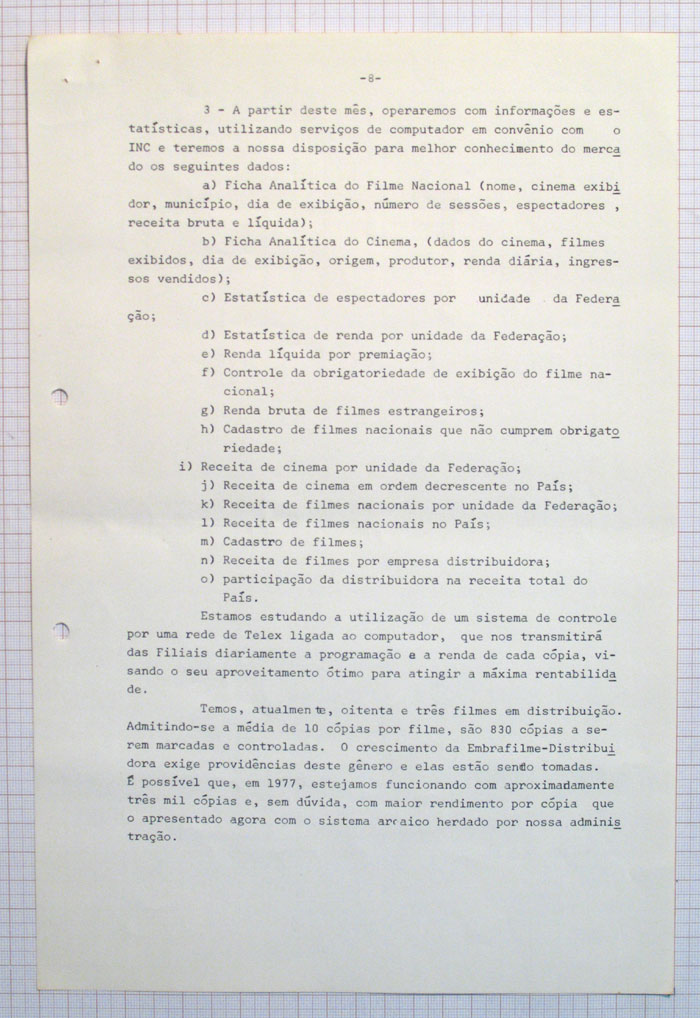 -8-
3 - A partir deste mês, operaremos com informações e es-
tatísticas, utilizando serviços de computador em convênio com o
INC e teremos a nossa disposição para melhor conhecimento do merca
do os seguintes dados:
a) Ficha Analítica do Filme Nacional (nome, cinema exibi
dor, município, dia de exibição, número de sessões, espectadores ,
receita bruta e líquida);
b) Ficha Analítica do Cinema, (dados do cinema, filmes
exibidos, dia de exibição, origem, produtor, renda diária, ingres-
sos vendidos);
c) Estatística de espectadores por unidade da Federa
ção;
d) Estatística de renda por unidade da Federação;
e) Renda líquida por premiação;
f) Controle da obrigatoriedade de exibição do filme na-
cional;
g) Renda bruta de filmes estrangeiros;
h) Cadastro de filmes nacionais que não cumprem obrigato
riedade;
i) Receita de cinema por unidade da Federação;
j) Receita de cinema em ordem decrescente no País;
k) Receita de filmes nacionais por unidade da Federação;
l) Receita de filmes nacionais no País;
m) Cadastro de filmes;
n) Receita de filmes por empresa distribuidora;
o) participação da distribuidora na receita total do
País.
Estamos estudando a utilização de um sistema de controle
por uma rede de Telex ligada ao computador, que nos transmitirá
das Filiais diariamente a programação e a renda de cada cópia, vi-
sando o seu aproveitamento ótimo para atingir a máxima rentabilida
de.
Temos, atualmente, oitenta e três filmes em distribuição.
Admitindo-se a média de 10 cópias por filme, são 830 cópias a se-
rem marcadas e controladas. O crescimento da Embrafilme-Distribui
dora exige providências deste gênero e elas estão sendo tomadas.
É possível que, em 1977, estejamos funcionando com aproximadamente
três mil cópias e, sem dúvida, com maior rendimento por cópia que
o apresentado agora com o sistema arcaico herdado por nossa adminis
tração.